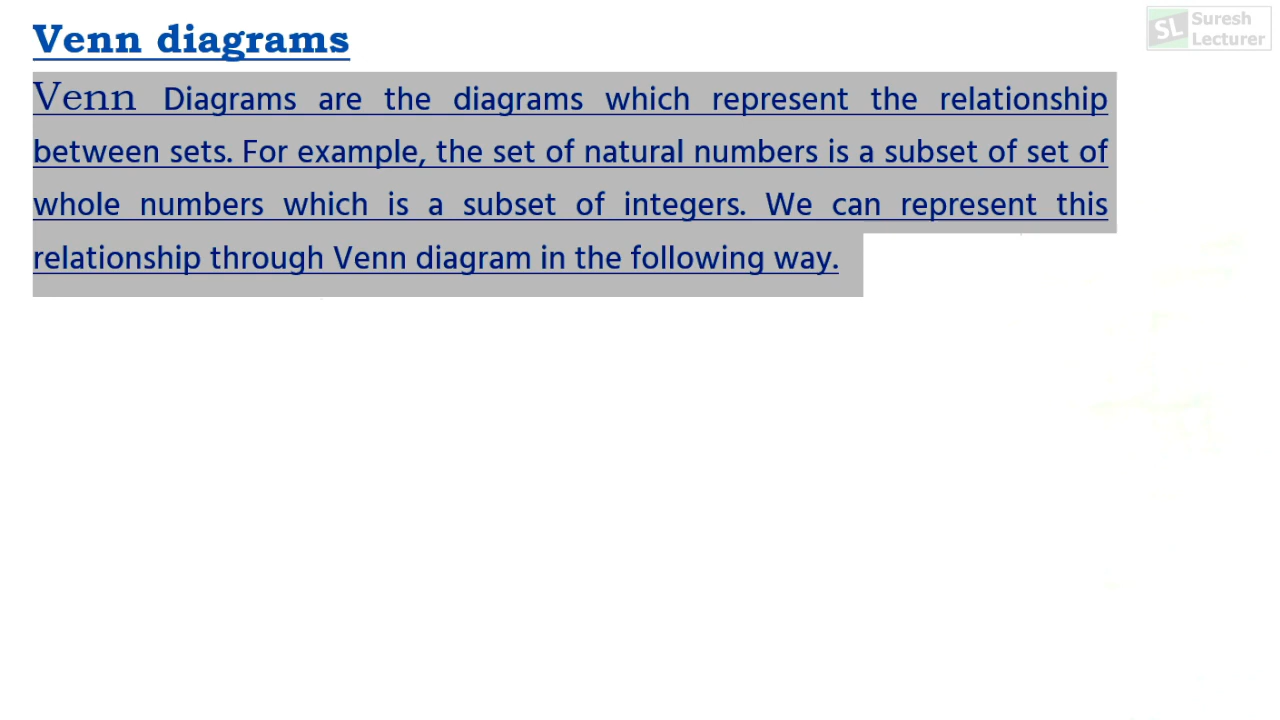 Venn diagrams
SL Suresh
Lecturer
Venn Diagrams are the diagrams which represent the relationship
between sets. For example, the set of natural numbers is a subset of set of
whole numbers which is a subset of integers. We can represent this
relationship through Venn diagram in the following way.